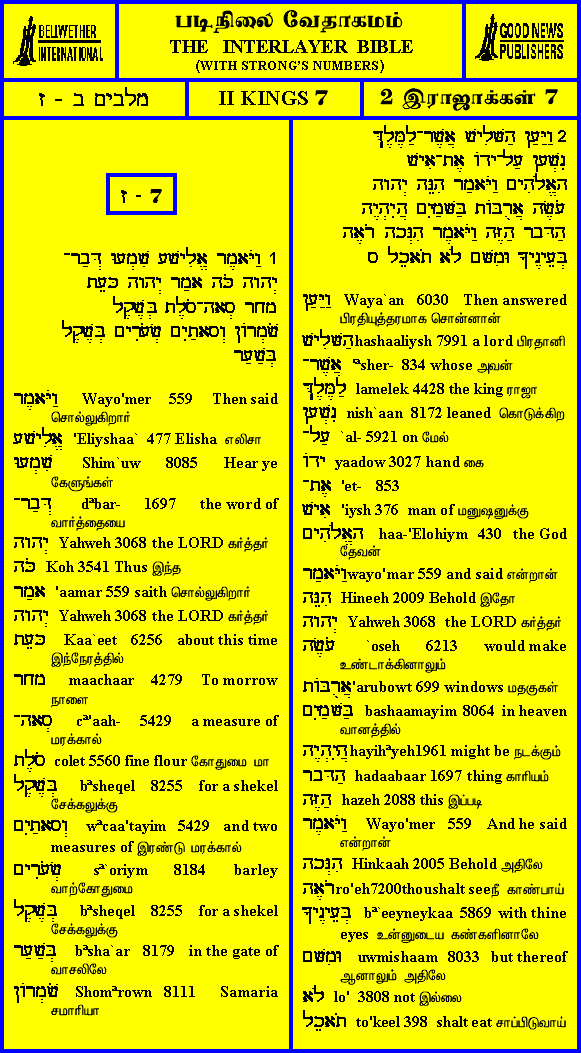 BELLWETHER
INTERNATIONAL
படிநிலை வேதாகமம்
THE INTERLAYER BIBLE
(WITH STRONG'S NUMBERS)
GOOD NEWS
PUBLISHERS
מלבים ב - ז
II KINGS 7
2 இராஜாக்கள் 7
ז - 7
1 וַיֹּאמֶר אֱלִישָׁע שִׁמְעוּ דְּבַר־
יְהוָה כֹּה אָמַר יְהוָה כָּעֵת
מָחָר סְאָה־סֹלֶת בְּשֶׁקֶל
שֹׁמְרוֹן וְסָאתַיִם שְׂעֹרִים בְּשֶׁקֶל
בְּשַׁעַר
וַיֹּאמֶר Wayo'mer 559 Then said
சொல்லுகிறார்
אֱלִישָׁע 'Eliyshaa` 477 Elisha எலிசா
שִׁמְעוּ Shim`uw 8085 Hear ye
கேளுங்கள்
דְּבַר־ dªbar- 1697 the word of
வார்த்தையை
יְהוָה Yahweh 3068 the LORD கர்த்தர்
כֹּה Koh 3541 Thus இந்த
אָמַר 'aamar 559 saith சொல்லுகிறார்
יְהוָה Yahweh 3068 the LORD கர்த்தர்
כָּעֵת Kaa`eet 6256 about this time
இந்நேரத்தில்
מָחָר maachaar 4279 To morrow
நாளை
סְאָה־ cª'aah- 5429 a measure of
மரக்கால்
סֹלֶת colet 5560 fine flour கோதுமை மா
בְּשֶׁקֶל bªsheqel 8255 for a shekel
சேக்கலுக்கு
וְסָאתַיִם wªcaa'tayim 5429 and two
measures of இரண்டு மரக்கால்
שְׂעֹרִים sª`oriym 8184 barley
வாற்கோதுமை
בְּשֶׁקֶל bªsheqel 8255 for a shekel
சேக்கலுக்கு
בְּשַׁעַר bªsha`ar 8179 in the gate of
வாசலிலே
שֹׁמְרוֹן Shomªrown 8111 Samaria
சமாரியா
2 וַיַּעַן הַשָּׁלִישׁ אֲשֶׁר־לַמֶּלֶךְ
נִשְׁעָן עַל־יָדוֹ אֶת־אִישׁ
הָאֱלֹהִים וַיֹּאמַר הִנֵּה יְהוָה
עֹשֶׂה אֲרֻבּוֹת בַּשָּׁמַיִם הֲיִהְיֶה
הַדָּבָר הַזֶּה וַיֹּאמֶר הִנְּכָה רֹאֶה
בְּעֵינֶיךָ וּמִשָּׁם לֹא תֹאכֵל ס
וַיַּעַן Waya`an 6030 Then answered
பிரதியுத்தரமாக சொன்னான்
הַשָּׁלִישׁ hashaaliysh 7991 a lord பிரதானி
אֲשֶׁר־ ªsher- 834 whose அவன்
לַמֶּלֶךְ lamelek 4428 the king ராஜா
נִשְׁעָן nish`aan 8172 leaned கொடுக்கிற
עַל־ `al- 5921 on மேல்
יָדוֹ yaadow 3027 hand கை
אֶת־ 'et- 853
אִישׁ 'iysh 376 man of மனுஷனுக்கு
הָאֱלֹהִים haa-'Elohiym 430 the God
தேவன்
וַיֹּאמַר wayo'mar 559 and said என்றான்
הִנֵּה Hineeh 2009 Behold இதோ
יְהוָה Yahweh 3068 the LORD கர்த்தர்
עֹשֶׂה `oseh 6213 would make
உண்டாக்கினாலும்
אֲרֻבּוֹת 'arubowt 699 windows மதகுகள்
בַּשָּׁמַיִם bashaamayim 8064 in heaven
வானத்தில்
הֲיִהְיֶה hayihªyeh1961 might be நடக்கும்
הַדָּבָר hadaabaar 1697 thing காரியம்
הַזֶּה hazeh 2088 this இப்படி
וַיֹּאמֶר Wayo'mer 559 And he said
என்றான்
הִנְּכָה Hinkaah 2005 Behold அதிலே
רֹאֶה ro'eh7200thoushalt seeநீ காண்பாய்
בְּעֵינֶיךָ bª`eeyneykaa 5869 with thine
eyes உன்னுடைய கண்களினாலே
וּמִשָּׁם uwmishaam 8033 but thereof
ஆனாலும் அதிலே
לֹא lo' 3808 not இல்லை
תֹאכֵל to'keel 398 shalt eat சாப்பிடுவாய்